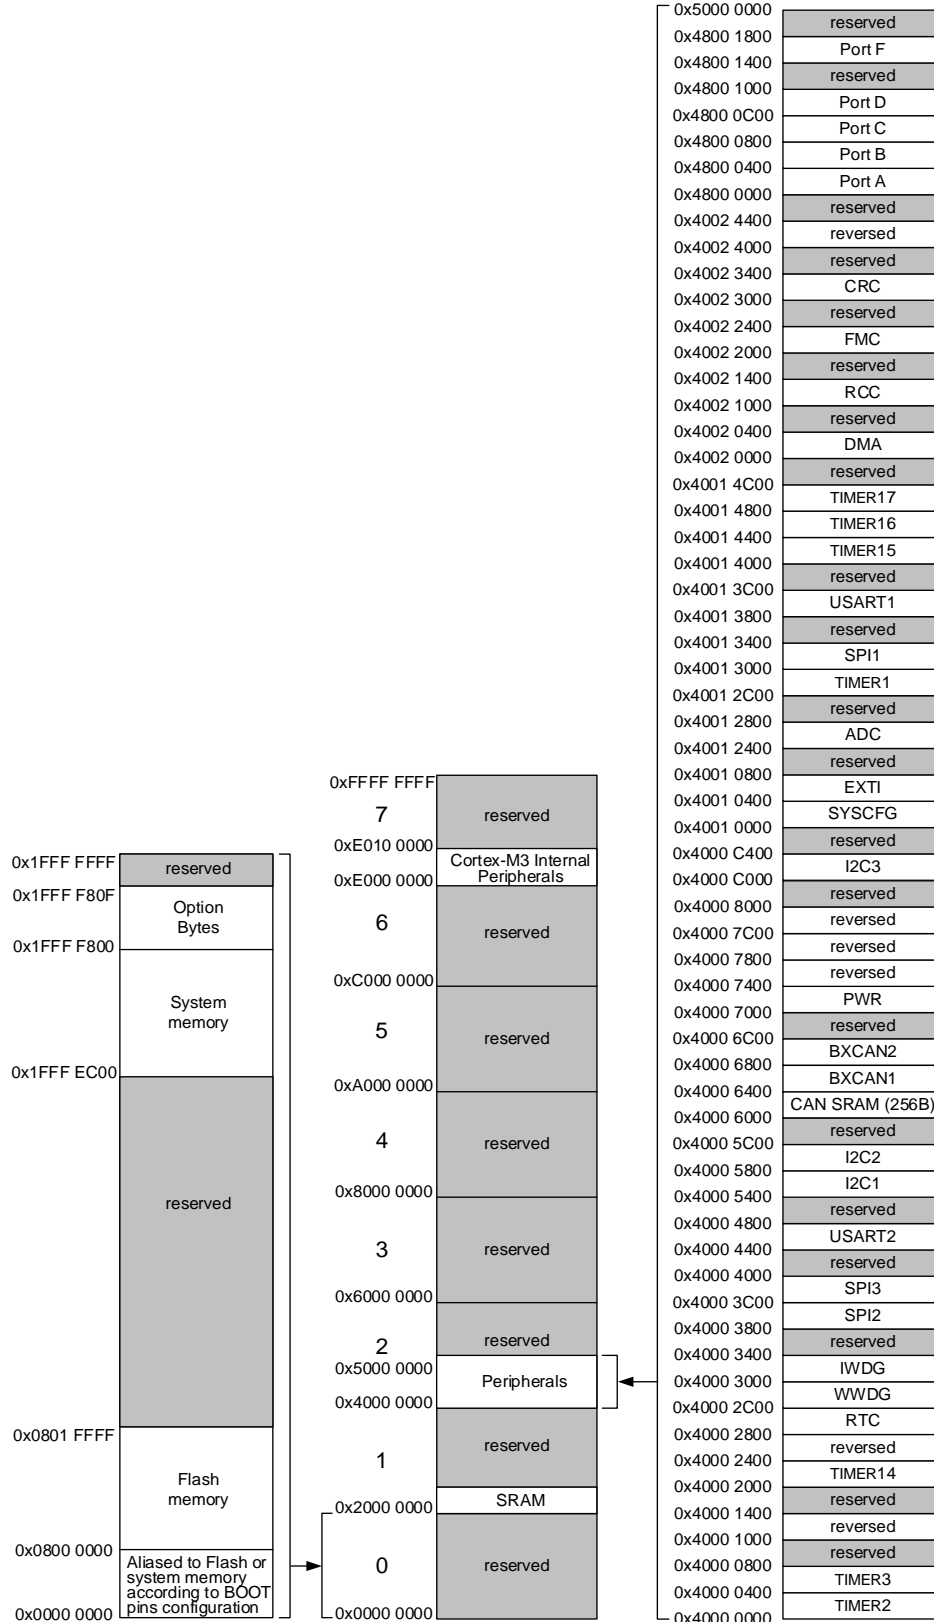 0x1FFF FFFF
reserved
0x1FFF F80F
Option
Bytes
0x1FFF F800
System
memory
0x1FFF EC00
reserved
0x0801 FFFF
Flash
memory
0x0800 0000
Aliased to Flash or
system memory
according to BOOT
pins configuration
0x0000 0000
0xFFFF FFFF
7
reserved
0xE010 0000
Cortex-M3 Internal
Peripherals
0xE000 0000
6
reserved
0xC000 0000
5
reserved
0xA000 0000
4
reserved
0x8000 0000
3
reserved
0x6000 0000
2
reserved
0x5000 0000
Peripherals
0x4000 0000
1
reserved
0x2000 0000
SRAM
0
reserved
0x0000 0000
0x5000 0000
reserved
0x4800 1800
Port F
0x4800 1400
reserved
0x4800 1000
Port D
0x4800 0C00
Port C
0x4800 0800
Port B
0x4800 0400
Port A
0x4800 0000
reserved
0x4002 4400
reversed
0x4002 4000
reserved
0x4002 3400
CRC
0x4002 3000
reserved
0x4002 2400
FMC
0x4002 2000
reserved
0x4002 1400
RCC
0x4002 1000
reserved
0x4002 0400
DMA
0x4002 0000
reserved
0x4001 4C00
TIMER17
0x4001 4800
TIMER16
0x4001 4400
TIMER15
0x4001 4000
reserved
0x4001 3C00
USART1
0x4001 3800
reserved
0x4001 3400
SPI1
0x4001 3000
TIMER1
0x4001 2C00
reserved
0x4001 2800
ADC
0x4001 2400
reserved
0x4001 0800
EXTI
0x4001 0400
SYSCFG
0x4001 0000
reserved
0x4000 C400
I2C3
0x4000 C000
reserved
0x4000 8000
reversed
0x4000 7C00
reversed
0x4000 7800
reversed
0x4000 7400
PWR
0x4000 7000
reserved
0x4000 6C00
BXCAN2
0x4000 6800
BXCAN1
0x4000 6400
CAN SRAM (256B)
0x4000 6000
reserved
0x4000 5C00
I2C2
0x4000 5800
I2C1
0x4000 5400
reserved
0x4000 4800
USART2
0x4000 4400
reserved
0x4000 4000
SPI3
0x4000 3C00
SPI2
0x4000 3800
reserved
0x4000 3400
IWDG
0x4000 3000
WWDG
0x4000 2C00
RTC
0x4000 2800
reversed
0x4000 2400
TIMER14
0x4000 2000
reserved
0x4000 1400
reversed
0x4000 1000
reserved
0x4000 0800
TIMER3
0x4000 0400
TIMER2
0x4000 0000